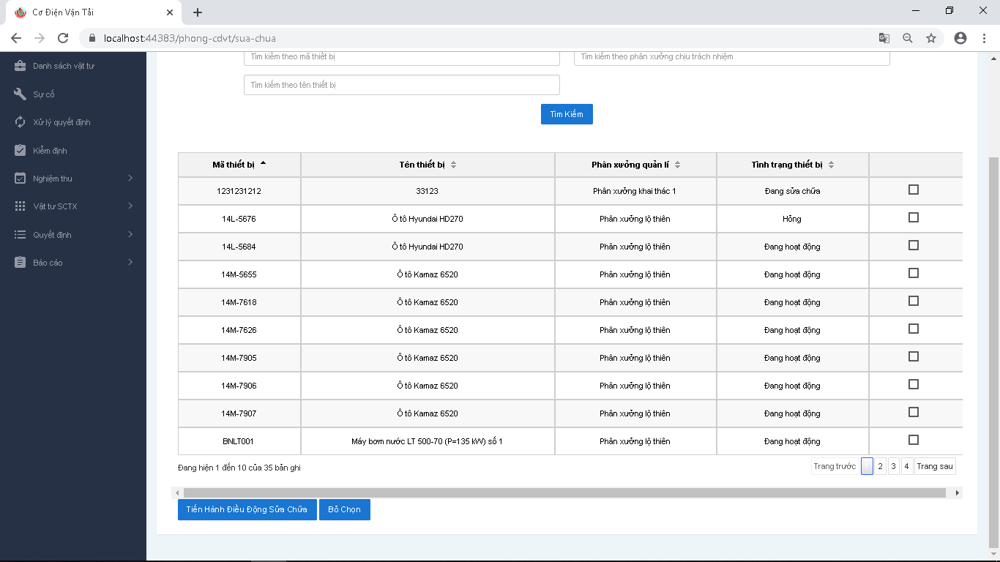 Cơ Điện Vận Tải
localhost:44383/phong-cdvt/sua-chua
Danh sách vật tư
Sự cố
Xử lý quyết định
Kiểm định
Nghiệm thu
Vật tư SCTX
Quyết định
Báo cáo
Tìm kiếm theo mã thiết bị Tìm kiếm theo phân xưởng chịu trách nhiệm
Tìm kiếm theo tên thiết bị
Tìm Kiếm
Mã thiết bị Tên thiết bị Phân xưởng quản lí Tình trạng thiết bị
1231231212 33123 Phân xưởng khai thác 1 Đang sửa chữa
14L-5676 Ô tô Hyundai HD270 Phân xưởng lộ thiên Hỏng
14L-5684 Ô tô Hyundai HD270 Phân xưởng lộ thiên Đang hoạt động
14M-5655 Ô tô Kamaz 6520 Phân xưởng lộ thiên Đang hoạt động
14M-7618 Ô tô Kamaz 6520 Phân xưởng lộ thiên Đang hoạt động
14M-7626 Ô tô Kamaz 6520 Phân xưởng lộ thiên Đang hoạt động
14M-7905 Ô tô Kamaz 6520 Phân xưởng lộ thiên Đang hoạt động
14M-7906 Ô tô Kamaz 6520 Phân xưởng lộ thiên Đang hoạt động
14M-7907 Ô tô Kamaz 6520 Phân xưởng lộ thiên Đang hoạt động
BNLT001 Máy bơm nước LT 500-70 (P=135 kW) số 1 Phân xưởng lộ thiên Đang hoạt động
Đang hiện 1 đến 10 của 35 bản ghi Trang trước 1 2 3 4 Trang sau
Tiến Hành Điều Động Sửa Chữa Bỏ Chọn